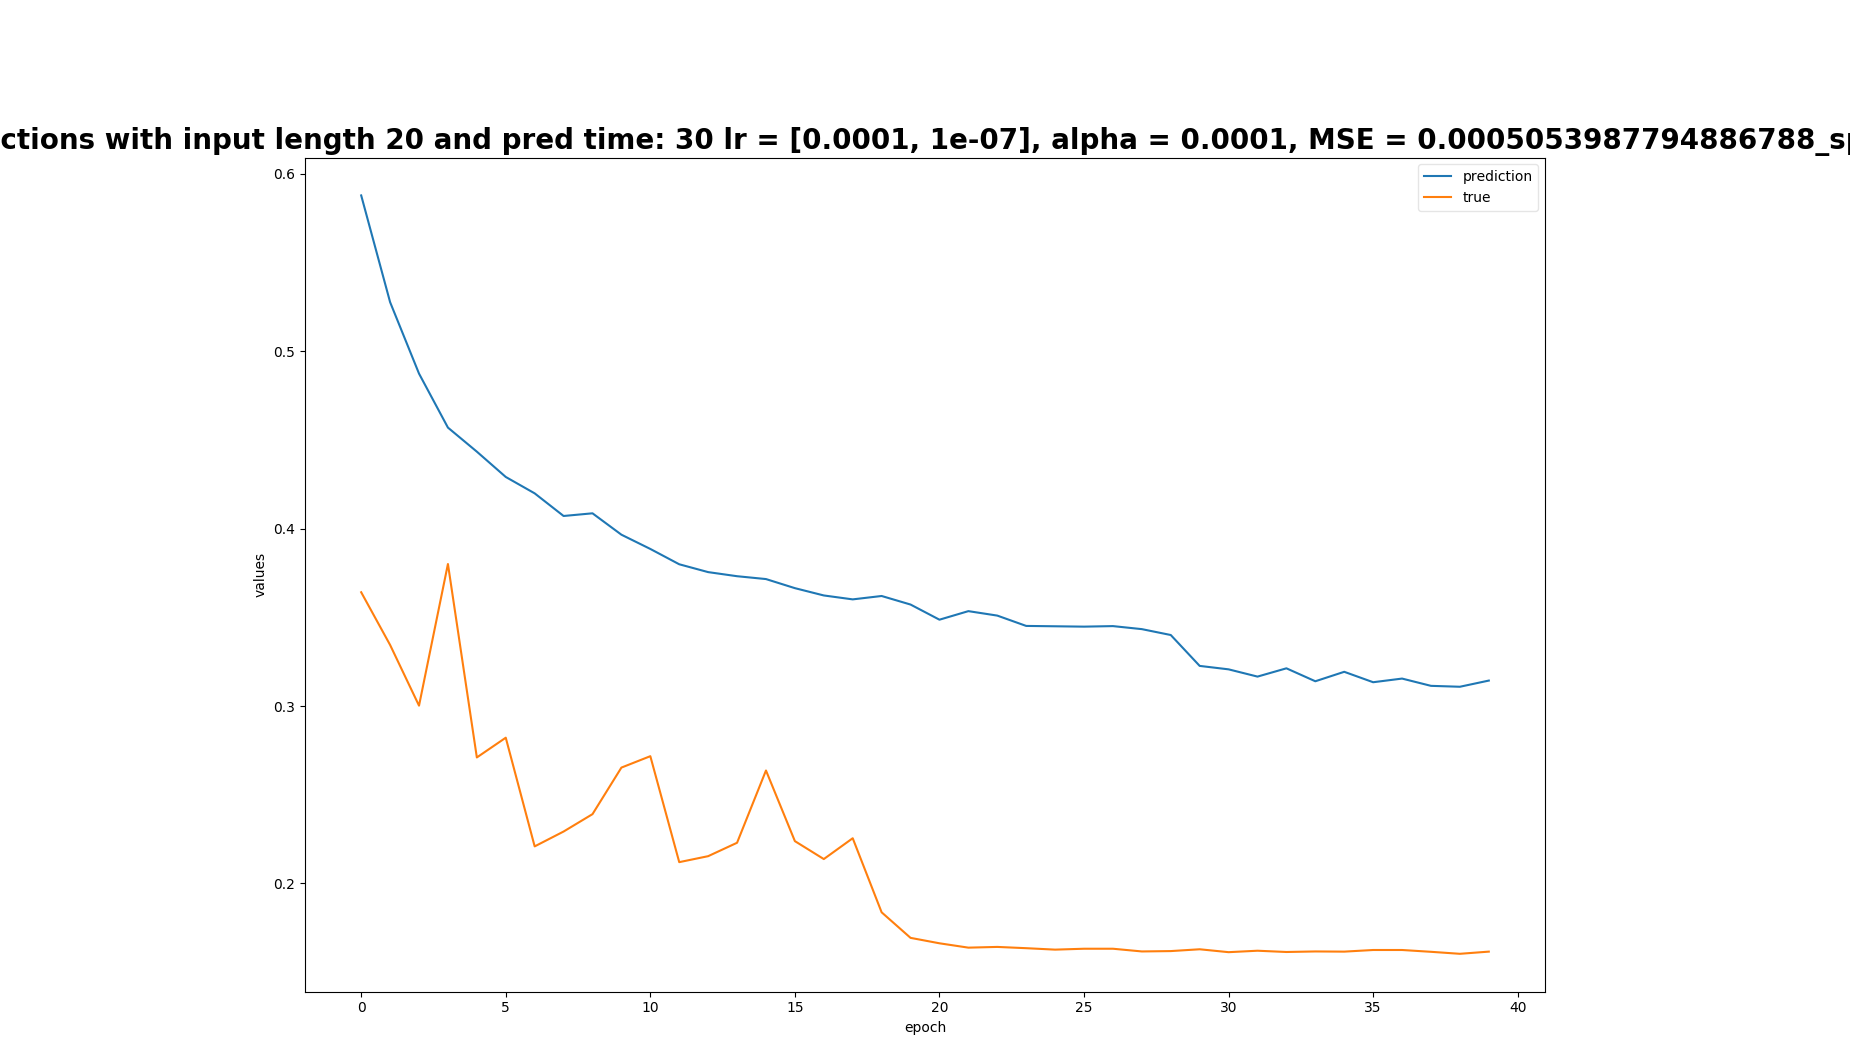 ctions with input length 20 and pred time: 30 lr = [0.0001, 1e-07], alpha = 0.0001, MSE = 0.0005053987794886788_sp
prediction
true
0.6
0.5
0.4
0.3
0.2
values
0 5 10 15 20 25 30 35 40
epoch